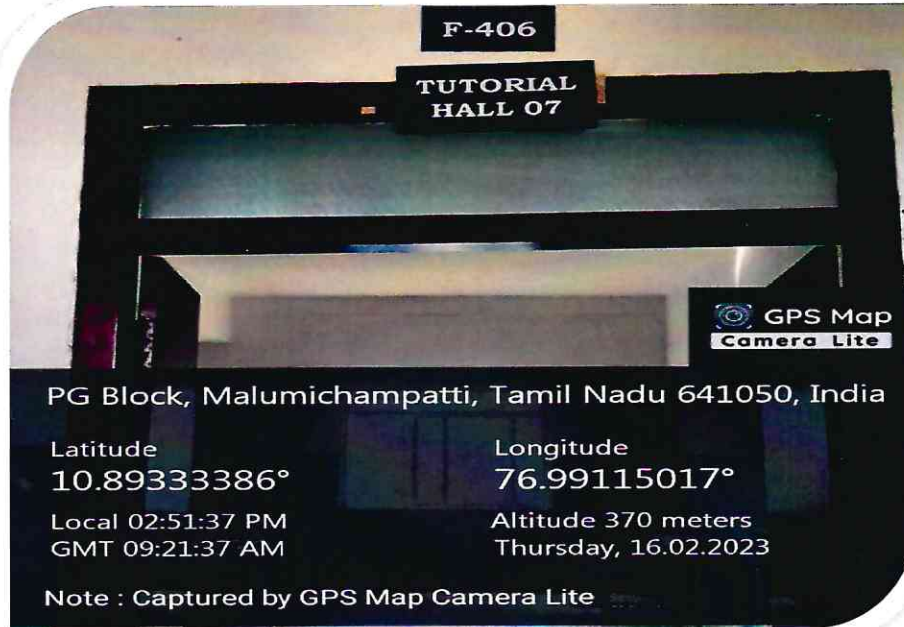 F-406
TUTORIAL
HALL 07
GPS Map
Camera Lite
PG Block, Malumichampatti, Tamil Nadu 641050, India
Latitude
10.89333386°
Longitude
76.99115017°
Local 02:51:37 PM
GMT 09:21:37 AM
Altitude 370 meters
Thursday, 16.02.2023
Note : Captured by GPS Map Camera Lite